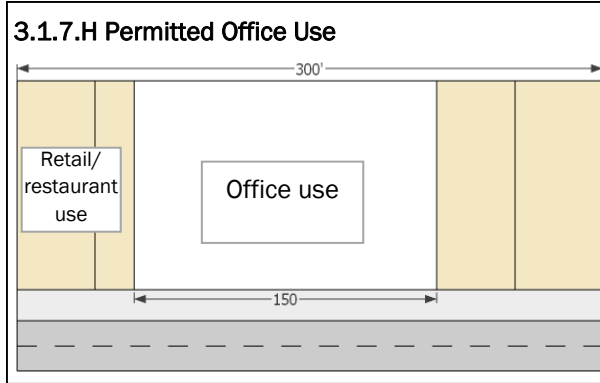 3.1.7.H Permitted Office Use
300'
Retail/
restaurant
use
Office use
150